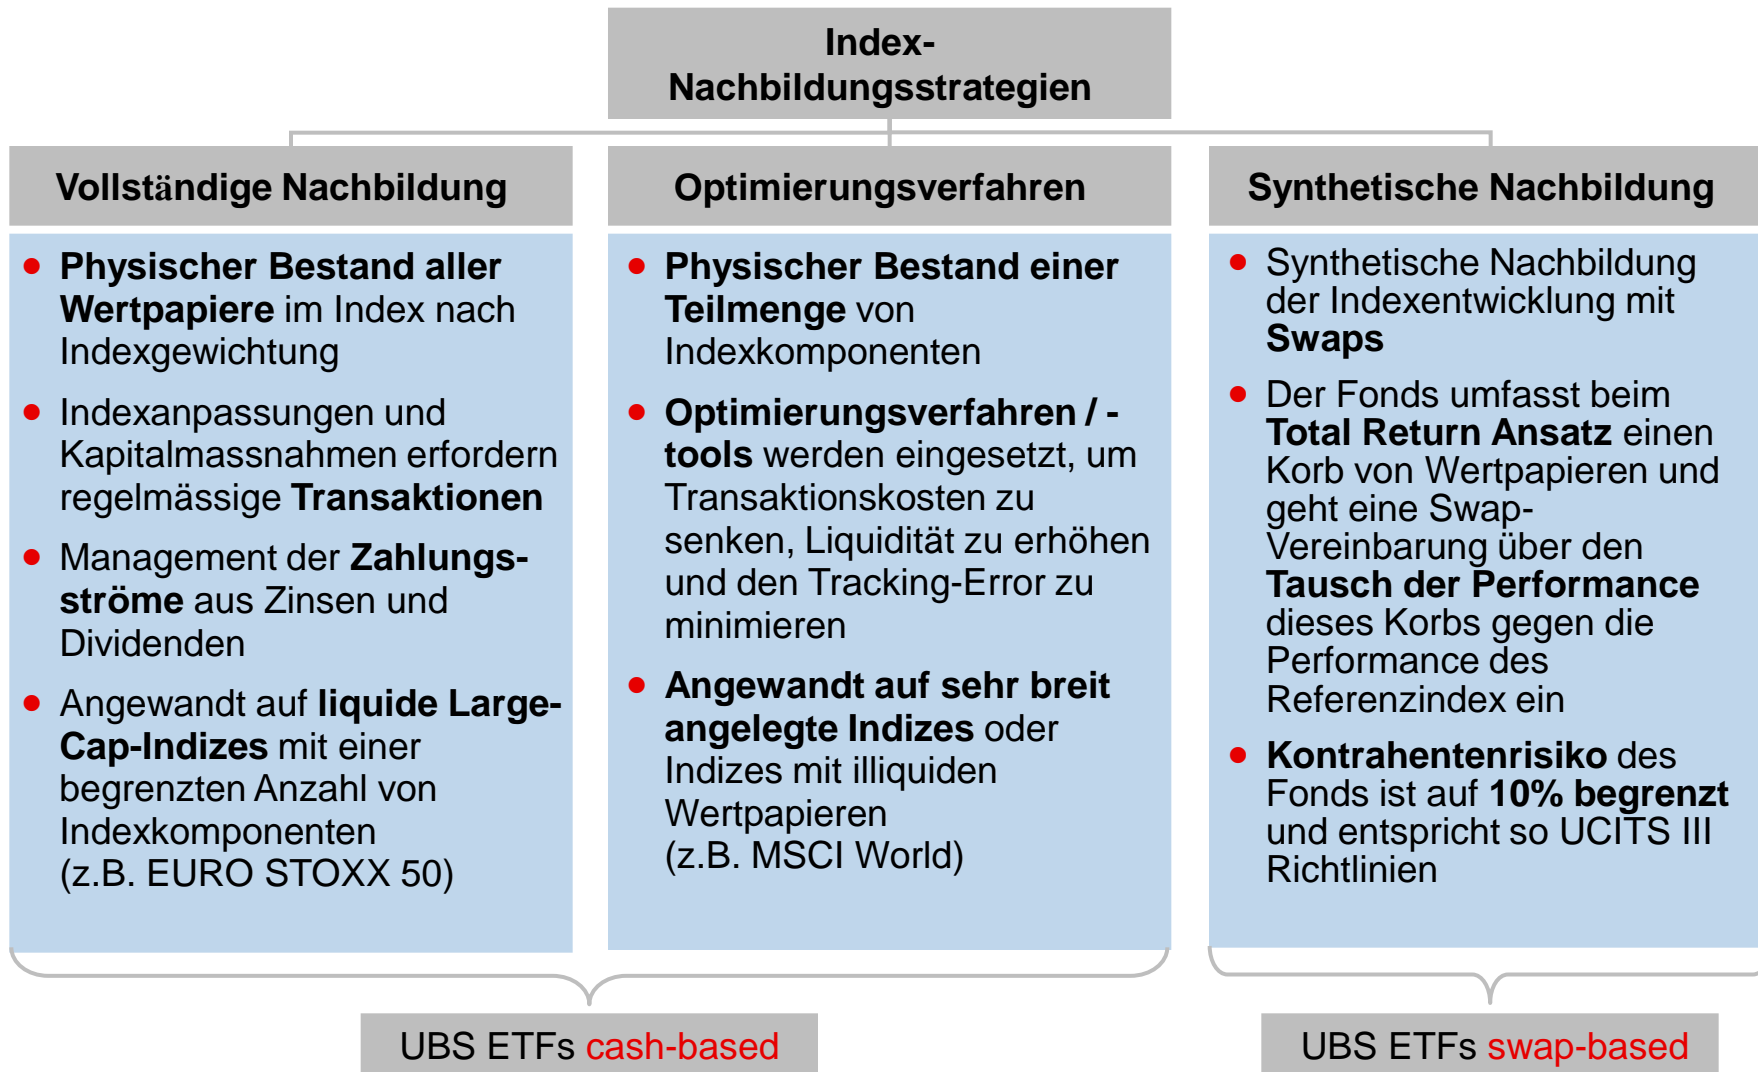 Index-
Nachbildungsstrategien
Vollständige Nachbildung
• Physischer Bestand aller
Wertpapiere im Index nach
Indexgewichtung
• Indexanpassungen und
Kapitalmassnahmen erfordern
regelmässige Transaktionen
• Management der Zahlungs-
ströme aus Zinsen und
Dividenden
• Angewandt auf liquide Large-
Cap-Indizes mit einer
begrenzten Anzahl von
Indexkomponenten
(z.B. EURO STOXX 50)
Optimierungsverfahren
• Physischer Bestand einer
Teilmenge von
Indexkomponenten
• Optimierungsverfahren / -
tools werden eingesetzt, um
Transaktionskosten zu
senken, Liquidität zu erhöhen
und den Tracking-Error zu
minimieren
• Angewandt auf sehr breit
angelegte Indizes oder
Indizes mit illiquiden
Wertpapieren
(z.B. MSCI World)
Synthetische Nachbildung
• Synthetische Nachbildung
der Indexentwicklung mit
Swaps
• Der Fonds umfasst beim
Total Return Ansatz einen
Korb von Wertpapieren und
geht eine Swap-
Vereinbarung über den
Tausch der Performance
dieses Korbs gegen die
Performance des
Referenzindex ein
• Kontrahentenrisiko des
Fonds ist auf 10% begrenzt
und entspricht so UCITS III
Richtlinien
UBS ETFs cash-based
UBS ETFs swap-based